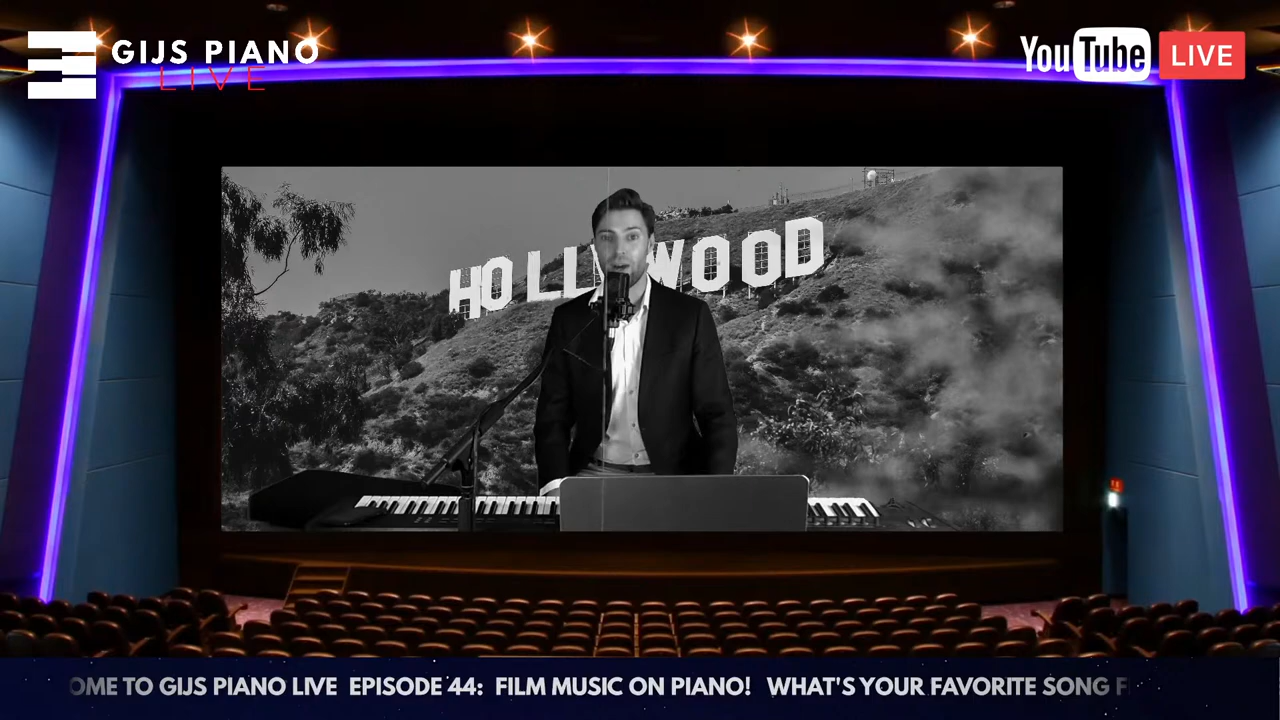 GIJS PIANO
LIVE
YouTube LIVE
HOLLYWOOD
OME TO GIJS PIANO LIVE EPISODE 44: FILM MUSIC ON PIANO! WHAT'S YOUR FAVORITE SONG F